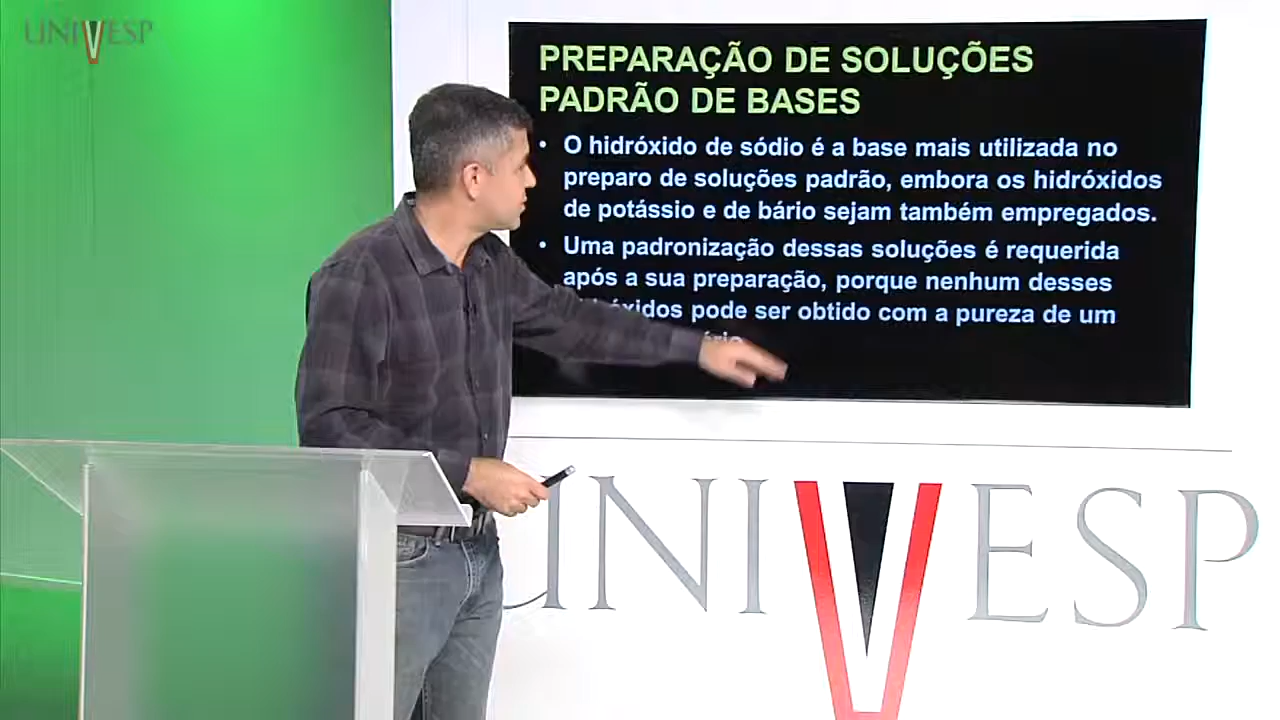 UNIVESP
PREPARAÇÃO DE SOLUÇÕES
PADRÃO DE BASES
• O hidróxido de sódio é a base mais utilizada no
preparo de soluções padrão, embora os hidróxidos
de potássio e de bário sejam também empregados.
• Uma padronização dessas soluções é requerida
após a sua preparação, porque nenhum desses
pode ser obtido com a pureza de um
UNIVESP